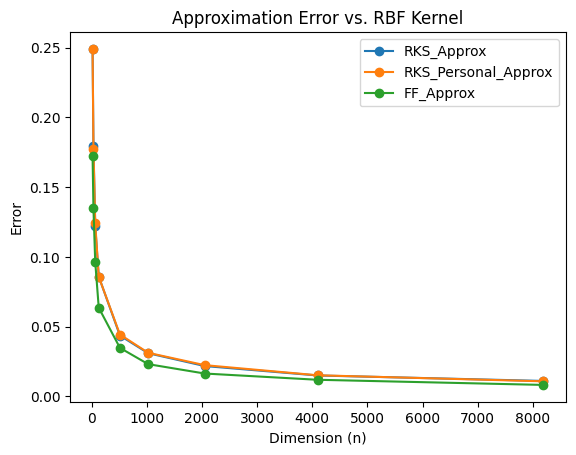 Approximation Error vs. RBF Kernel
RKS_Approx
RKS_Personal_Approx
FF_Approx
Error
0.25
0.20
0.15
0.10
0.05
0.00
0 1000 2000 3000 4000 5000 6000 7000 8000
Dimension (n)